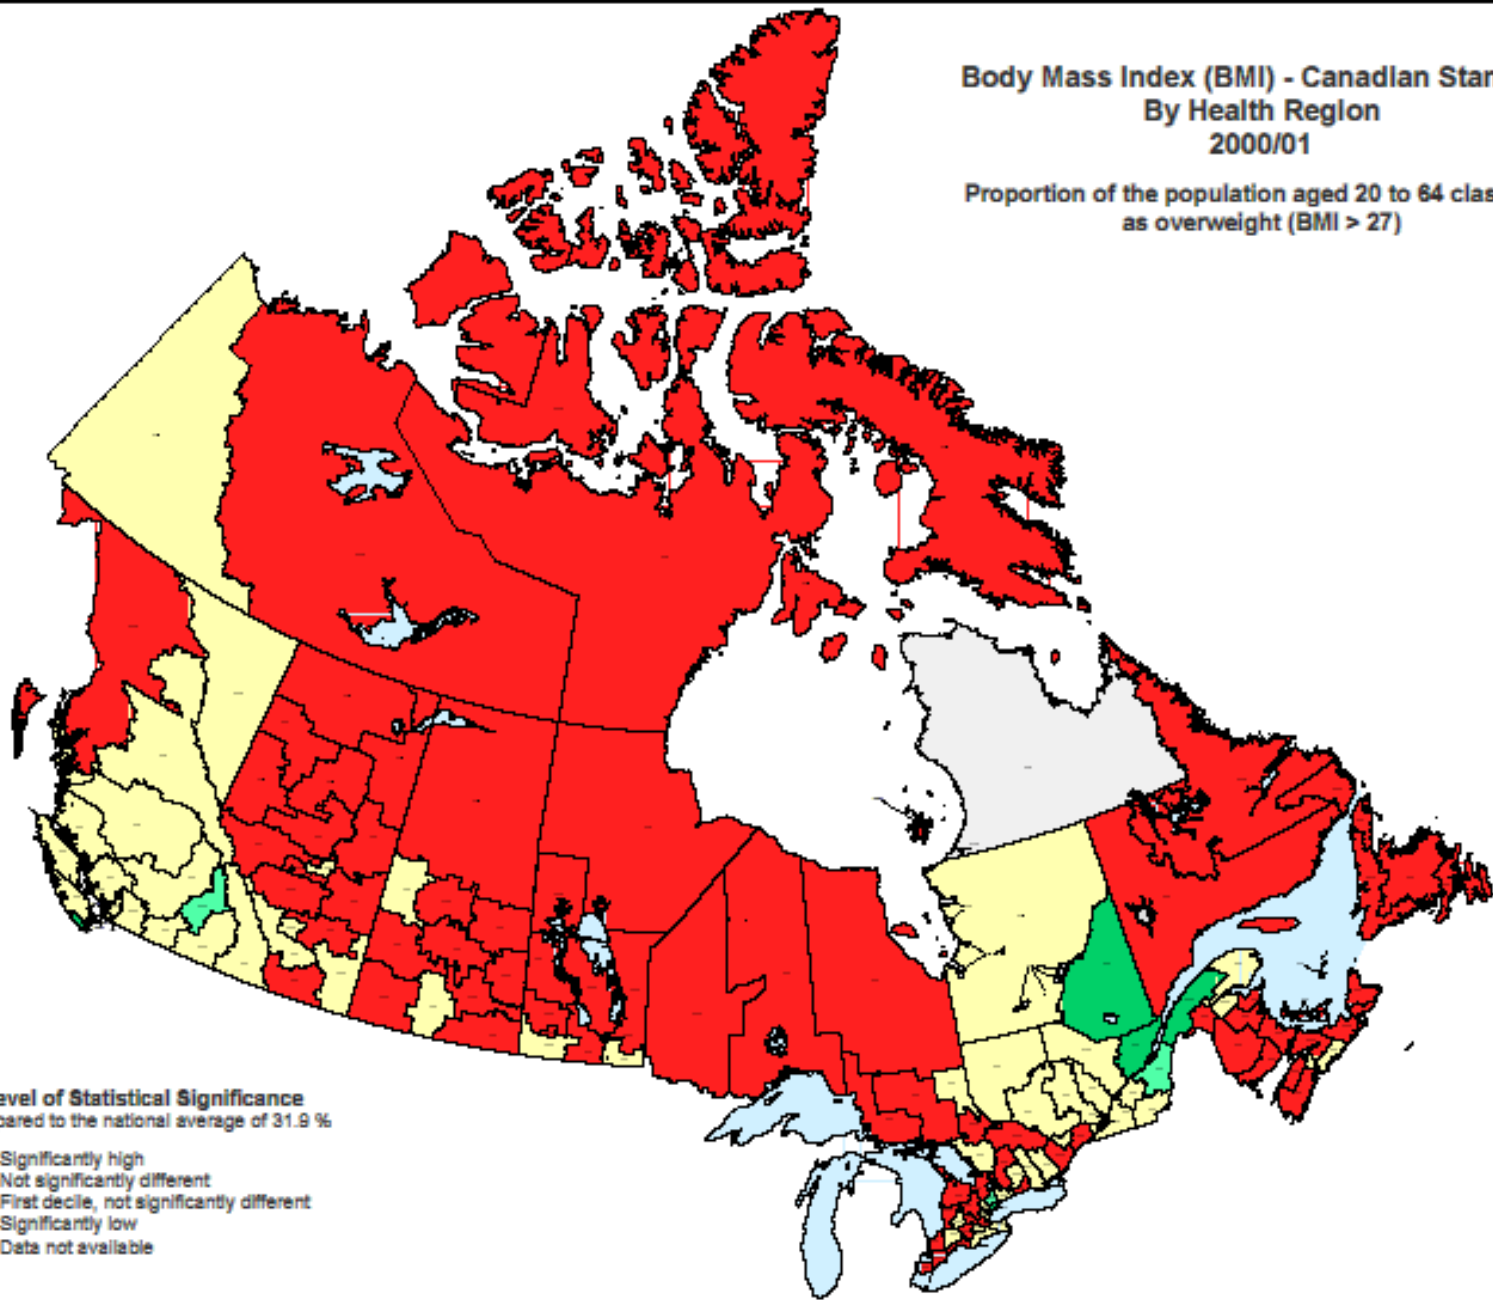 Body Mass Index (BMI) - Canadian Stan
By Health Region
2000/01
Proportion of the population aged 20 to 64 clas
as overweight (BMI > 27)
evel of Statistical Significance
pared to the national average of 31.9 %
Significantly high
Not significantly different
First decile, not significantly different
Significantly low
Data not available